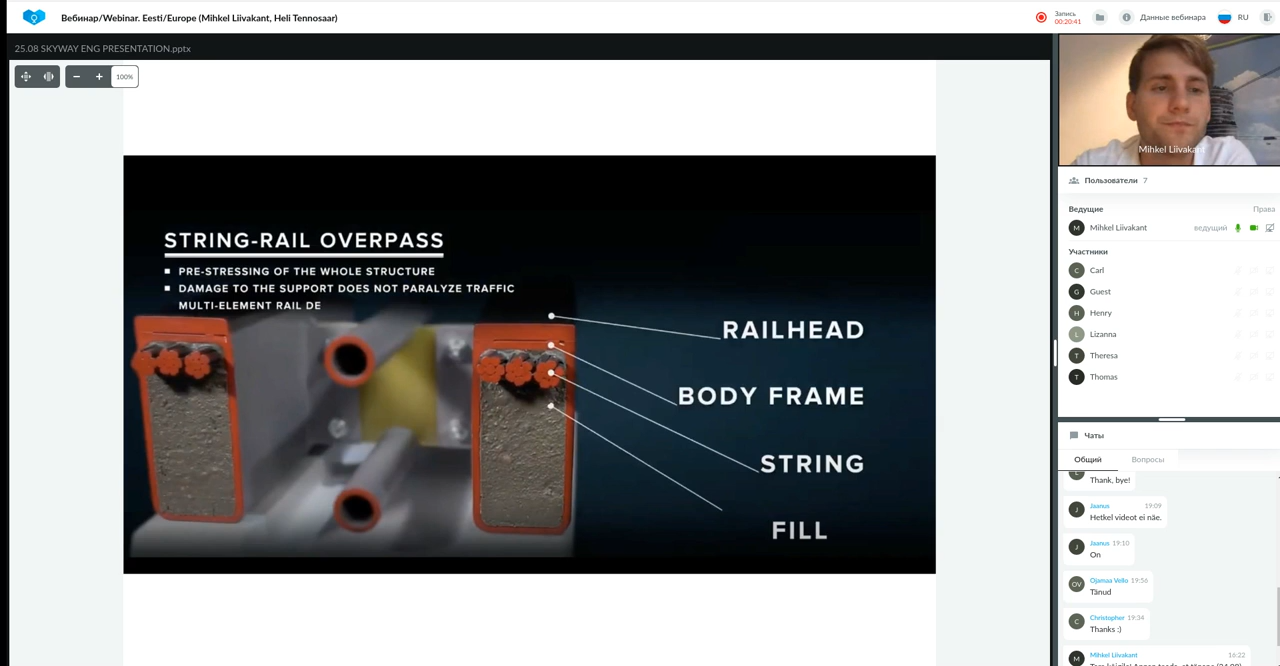 Вебинар/Webinar. Eesti/Europe (Mihkel Liivakant, Heli Tennosaar)
Запись
00:20:41
Данные вебинара
RU
25.08 SKYWAY ENG PRESENTATION.pptx
100%
STRING-RAIL OVERPASS
PRE-STRESSING OF THE WHOLE STRUCTURE
DAMAGE TO THE SUPPORT DOES NOT PARALYZE TRAFFIC
MULTI-ELEMENT RAIL DE
RAILHEAD
BODY FRAME
STRING
FILL
Mihkel Liivakant
Пользователи 7
Ведущие Права
M Mihkel Liivakant ведущий
Участники
C Carl
G Guest
H Henry
L Lizanna
T Theresa
T Thomas
Чаты
Общий Вопросы
Thank, bye!
J Jaanus 19:09
Hetkel videot ei näe.
J Jaanus 19:10
On
OV Ojamaa Vello 19:56
Tänud
C Christopher 19:34
Thanks :)
M Mihkel Liivakant 16:22